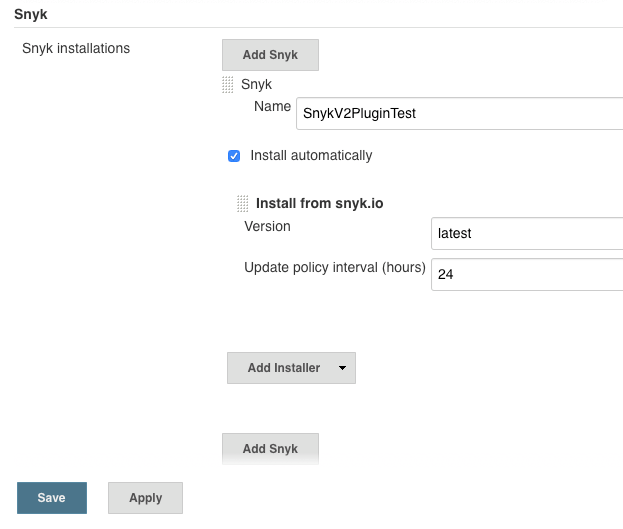 Snyk
Snyk installations
Add Snyk
Snyk
Name SnykV2PluginTest
Install automatically
Install from snyk.io
Version latest
Update policy interval (hours) 24
Add Installer
Add Snyk
Save Apply